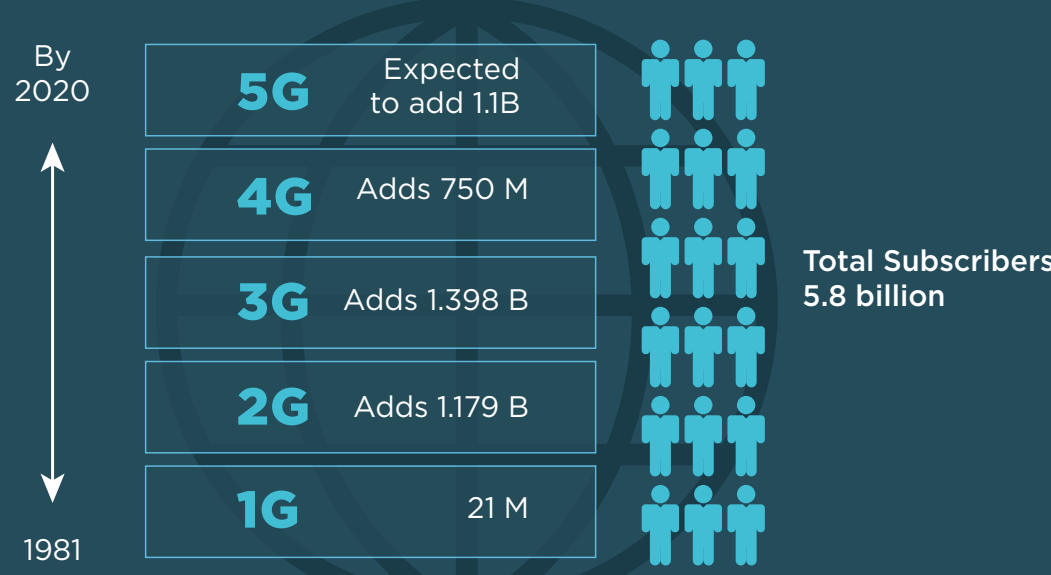 By
2020
5G
Expected
to add 1.1B
4G
Adds 750 M
3G
Adds 1.398 B
Total Subscribers
5.8 billion
2G
Adds 1.179 B
1G
21 M
1981